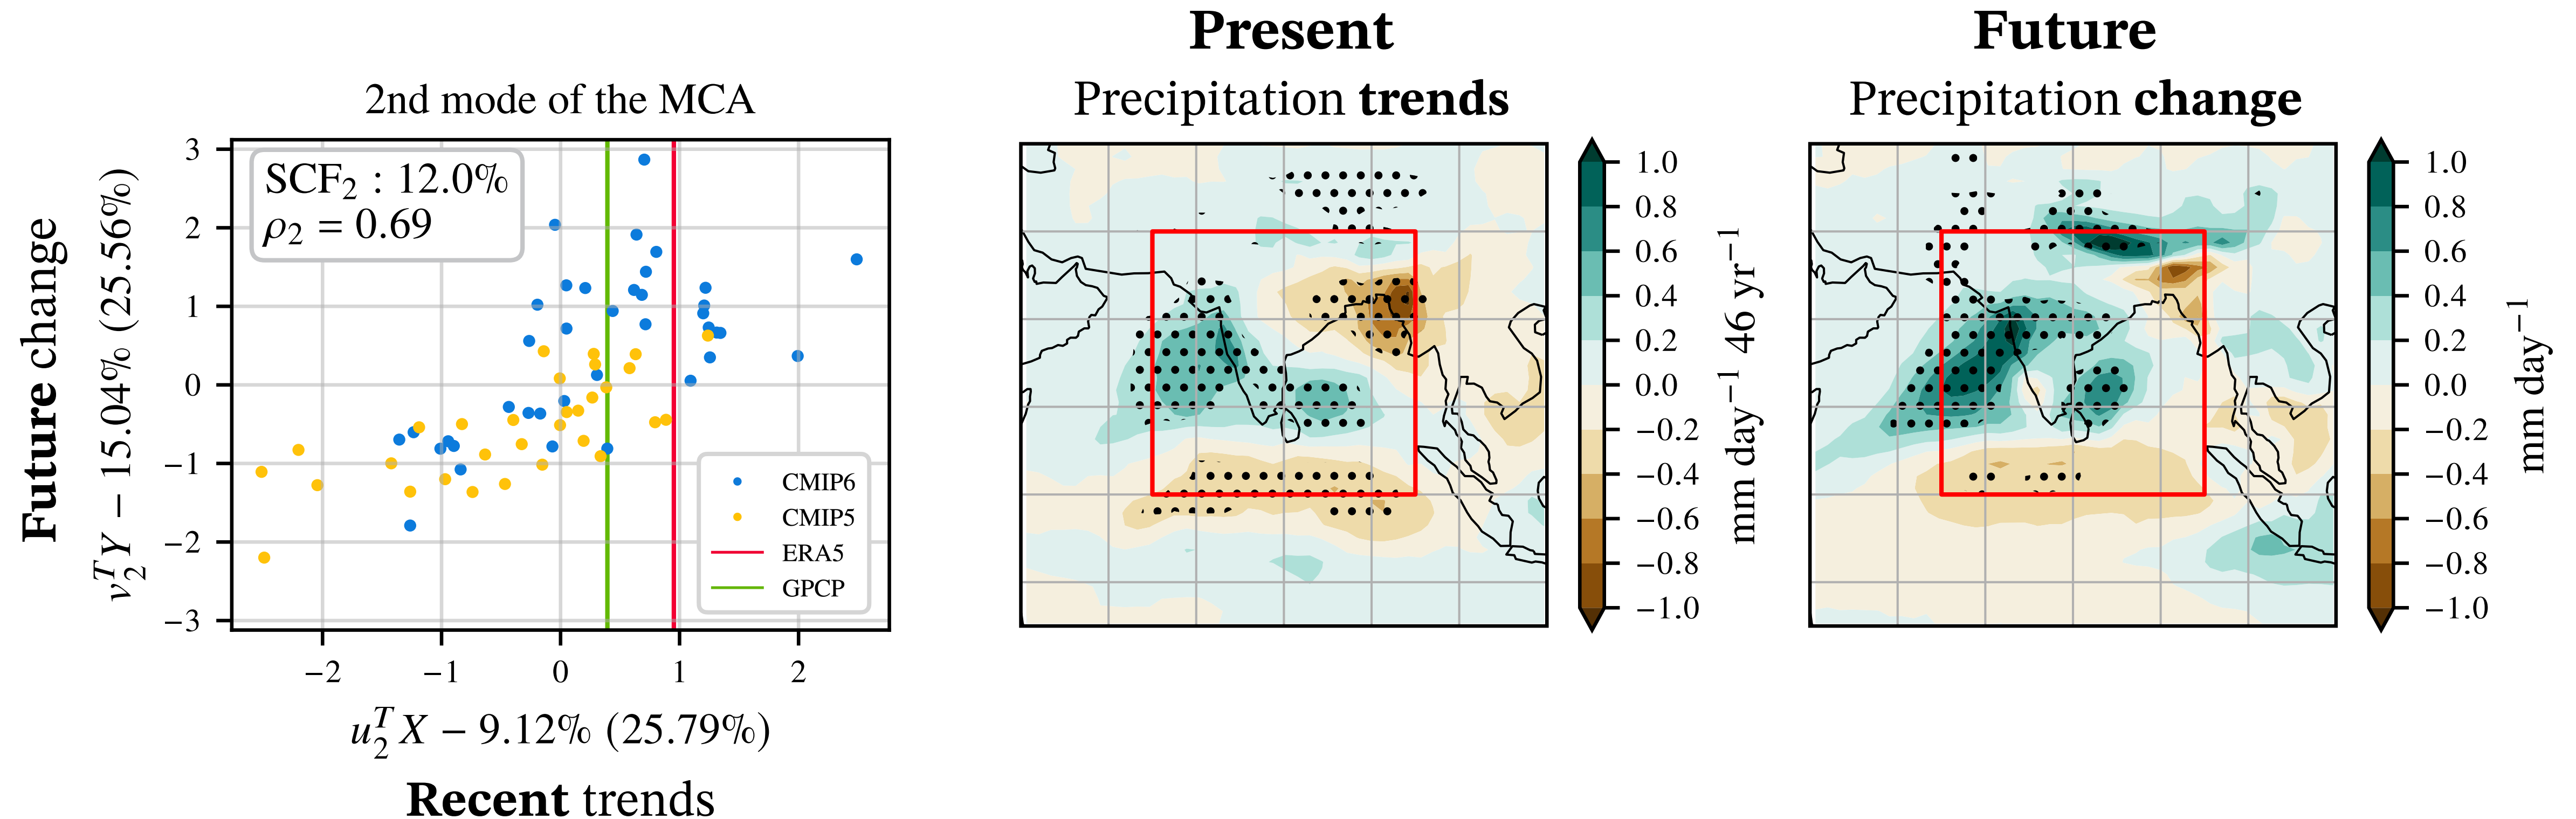 2nd mode of the MCA
SCF₂ : 12.0%
ρ₂ = 0.69
3
2
1
0
−1
−2
−3
−2
−1
0
1
2
CMIP6
CMIP5
ERA5
GPCP
Future change
v₂ᵀY − 15.04% (25.56%)
u₂ᵀX − 9.12% (25.79%)
Recent trends
Present
Precipitation trends
1.0
0.8
0.6
0.4
0.2
0.0
−0.2
−0.4
−0.6
−0.8
−1.0
mm day⁻¹ 46 yr⁻¹
Future
Precipitation change
1.0
0.8
0.6
0.4
0.2
0.0
−0.2
−0.4
−0.6
−0.8
−1.0
mm day⁻¹